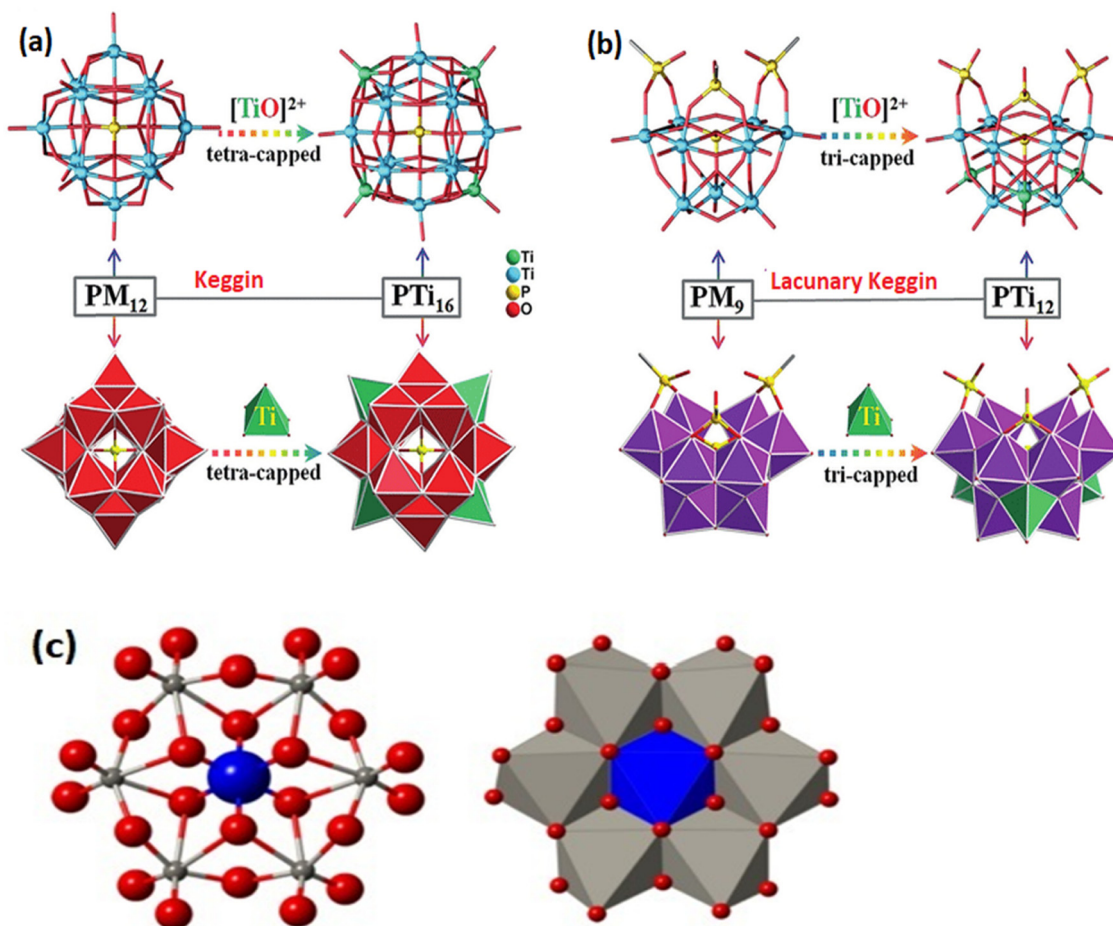 (a)
[TiO]²⁺
tetra-capped
Keggin
PM₁₂
PTi₁₆
Ti
tetra-capped
Ti
Ti
P
O
(b)
[TiO]²⁺
tri-capped
Lacunary Keggin
PM₉
PTi₁₂
Ti
tri-capped
(c)